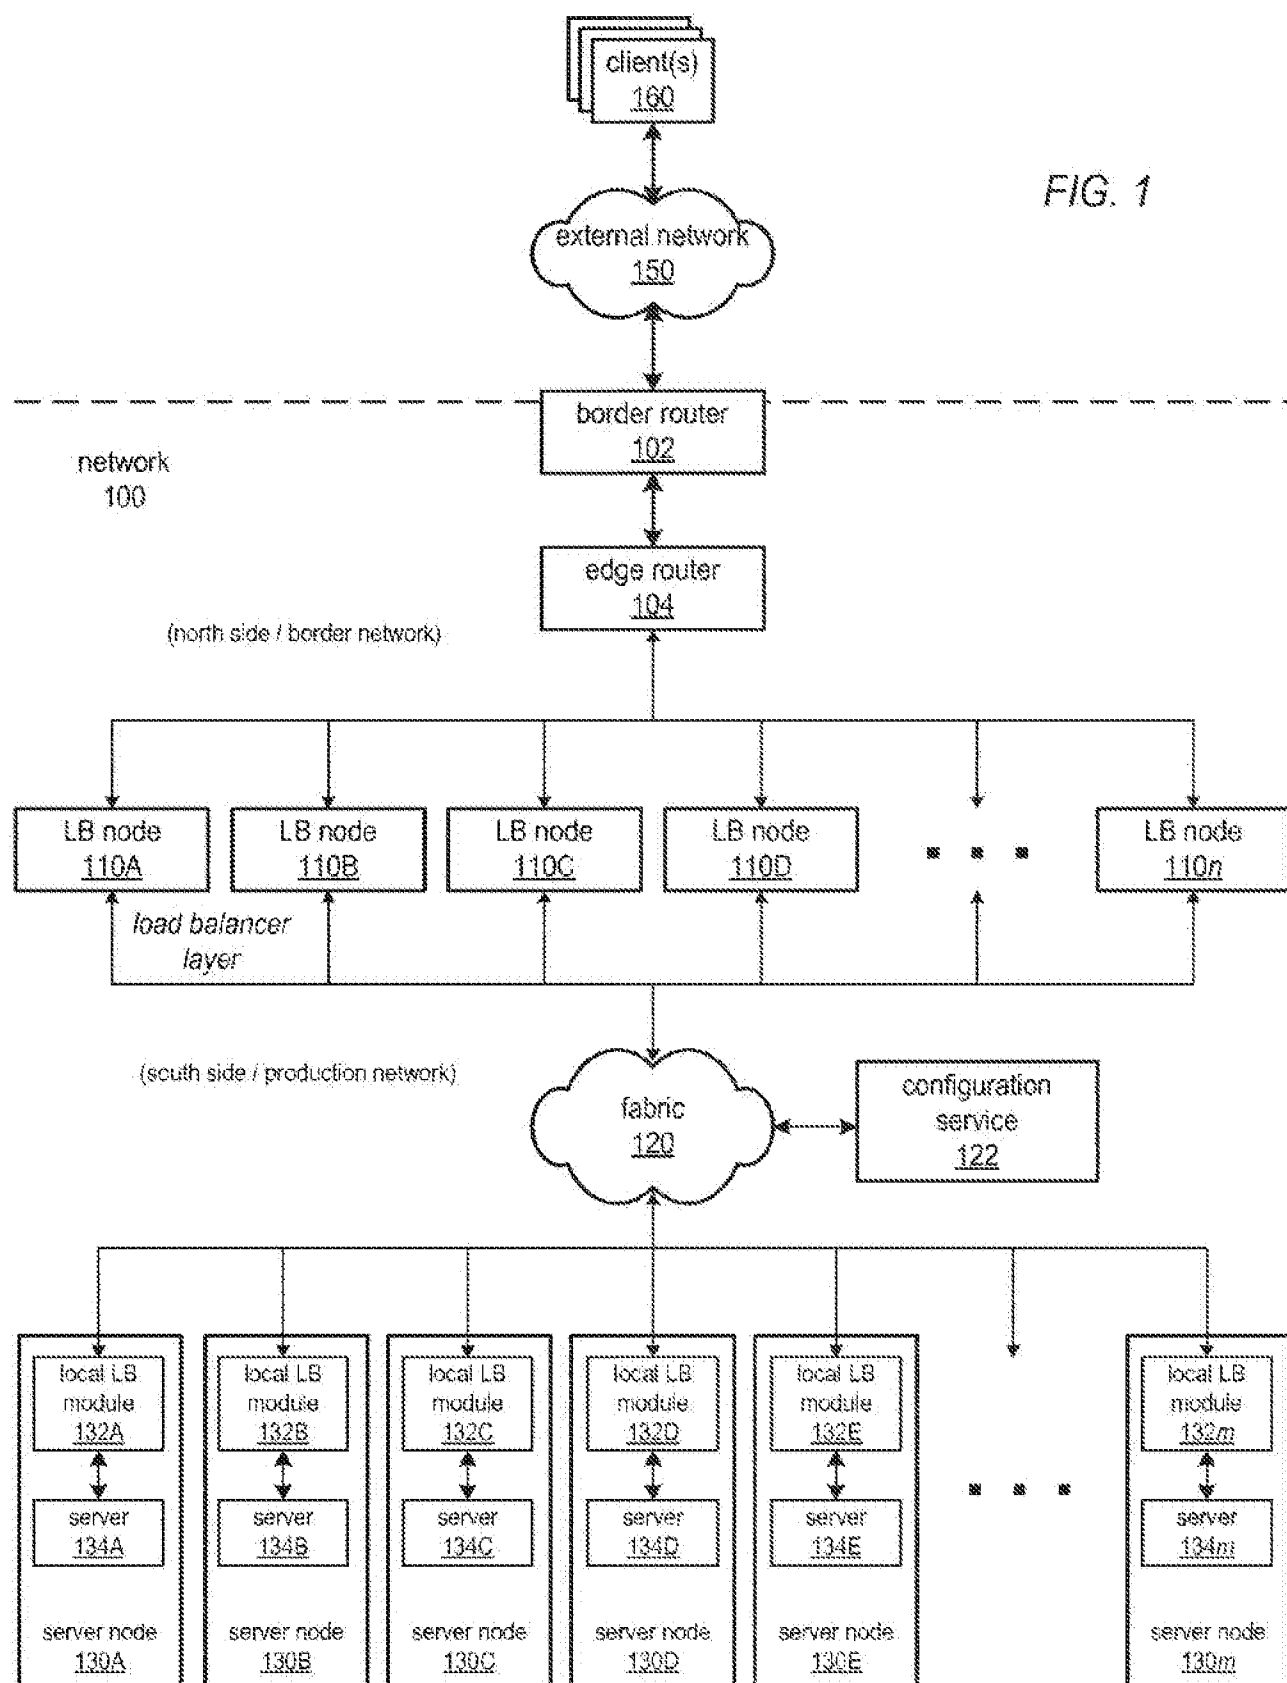 client(s)
160
FIG. 1
external network
150
border router
102
network
100
edge router
104
(north side / border network)
LB node
110A
LB node
110B
LB node
110C
LB node
110D
LB node
110n
load balancer
layer
(south side / production network)
fabric
120
configuration
service
122
local LB
module
132A
local LB
module
132B
local LB
module
132C
local LB
module
132D
local LB
module
132E
local LB
module
132m
server
134A
server
134B
server
134C
server
134D
server
134E
server
134m
server node
130A
server node
130B
server node
130C
server node
130D
server node
130E
server node
130m